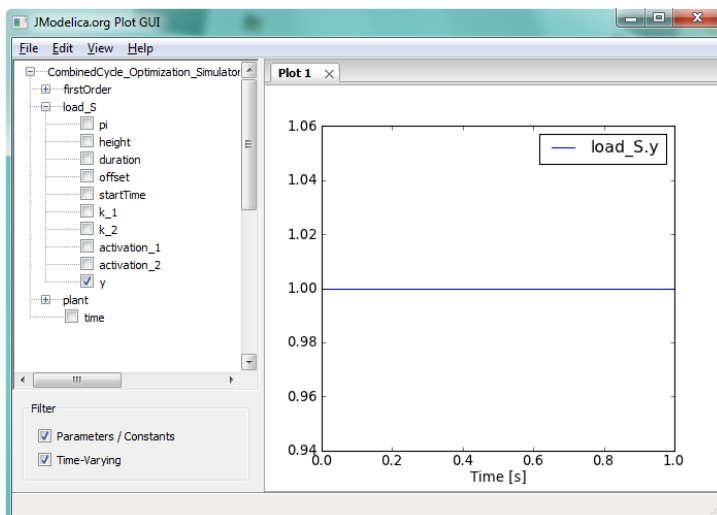 JModelica.org Plot GUI
File Edit View Help
CombinedCycle_Optimization_Simulator
firstOrder
load_S
pi
height
duration
offset
startTime
k_1
k_2
activation_1
activation_2
y
plant
time
Filter
Parameters / Constants
Time-Varying
Plot 1
load_S.y
1.06
1.04
1.02
1.00
0.98
0.96
0.94
0.0 0.2 0.4 0.6 0.8 1.0
Time [s]